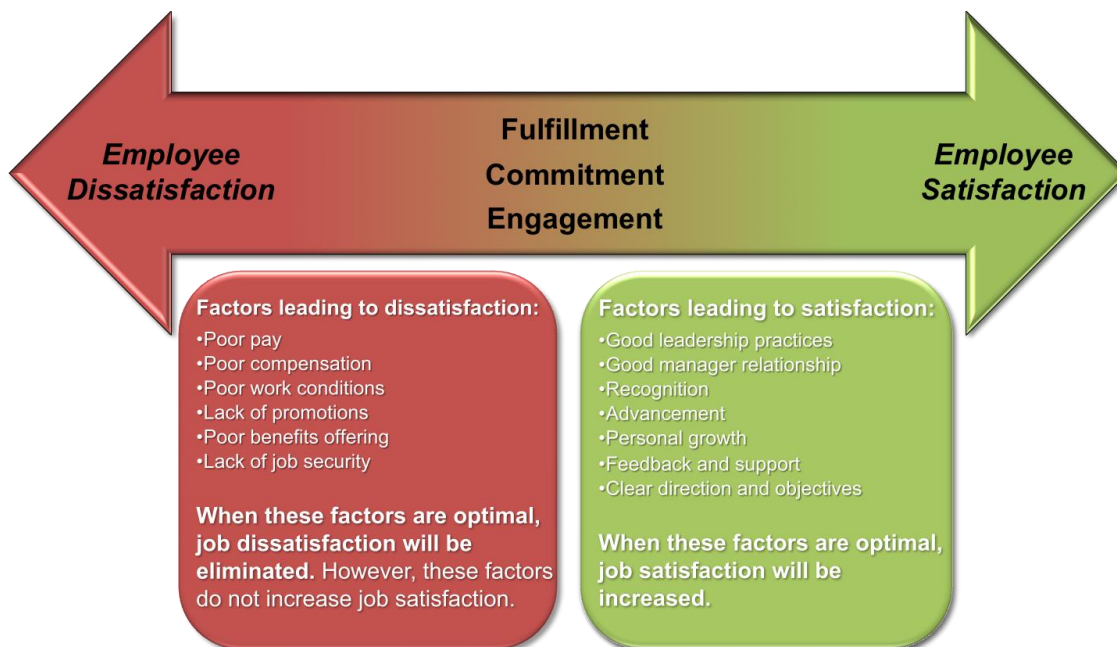 Employee
Dissatisfaction
Fulfillment
Commitment
Engagement
Employee
Satisfaction
Factors leading to dissatisfaction:
•Poor pay
•Poor compensation
•Poor work conditions
•Lack of promotions
•Poor benefits offering
•Lack of job security
When these factors are optimal,
job dissatisfaction will be
eliminated. However, these factors
do not increase job satisfaction.
Factors leading to satisfaction:
•Good leadership practices
•Good manager relationship
•Recognition
•Advancement
•Personal growth
•Feedback and support
•Clear direction and objectives
When these factors are optimal,
job satisfaction will be
increased.